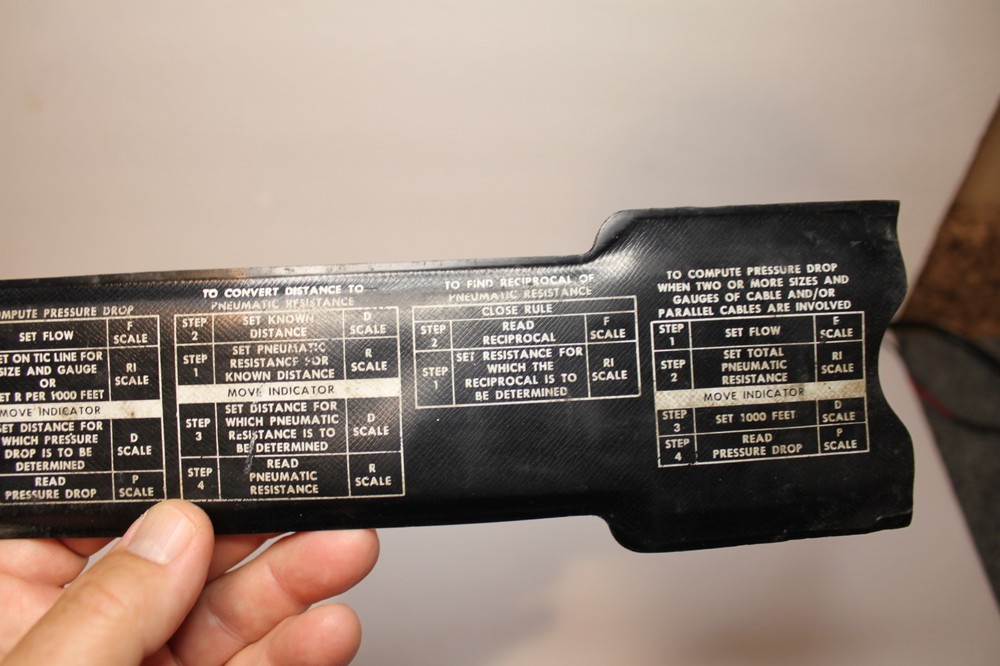 COMPUTE PRESSURE DROP
SET FLOW
F
SCALE
SET ON TIC LINE FOR
SIZE AND GAUGE
OR
SET R PER 1000 FEET
RI
SCALE
MOVE INDICATOR
SET DISTANCE FOR
WHICH PRESSURE
DROP IS TO BE
DETERMINED
D
SCALE
READ
PRESSURE DROP
P
SCALE
TO CONVERT DISTANCE TO
PNEUMATIC RESISTANCE
STEP
2
SET KNOWN
DISTANCE
D
SCALE
STEP
1
SET PNEUMATIC
RESISTANCE FOR
KNOWN DISTANCE
R
SCALE
MOVE INDICATOR
STEP
3
SET DISTANCE FOR
WHICH PNEUMATIC
RESISTANCE IS TO
BE DETERMINED
D
SCALE
STEP
4
READ
PNEUMATIC
RESISTANCE
R
SCALE
TO FIND RECIPROCAL OF
PNEUMATIC RESISTANCE
CLOSE RULE
STEP
2
READ
RECIPROCAL
F
SCALE
STEP
1
SET RESISTANCE FOR
WHICH THE
RECIPROCAL IS TO
BE DETERMINED
RI
SCALE
TO COMPUTE PRESSURE DROP
WHEN TWO OR MORE SIZES AND
GAUGES OF CABLE AND/OR
PARALLEL CABLES ARE INVOLVED
STEP
1
SET FLOW
F
SCALE
STEP
2
SET TOTAL
PNEUMATIC
RESISTANCE
RI
SCALE
MOVE INDICATOR
STEP
3
SET 1000 FEET
D
SCALE
STEP
4
READ
PRESSURE DROP
P
SCALE